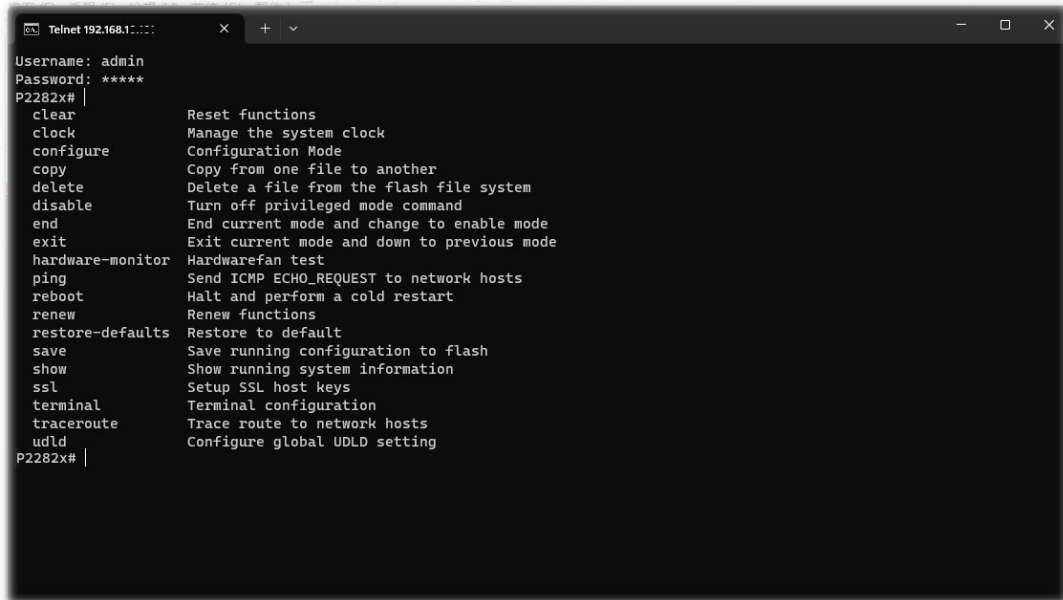 Telnet 192.168.1
Username: admin
Password: *****
P2282x#
clear Reset functions
clock Manage the system clock
configure Configuration Mode
copy Copy from one file to another
delete Delete a file from the flash file system
disable Turn off privileged mode command
end End current mode and change to enable mode
exit Exit current mode and down to previous mode
hardware-monitor Hardwarefan test
ping Send ICMP ECHO_REQUEST to network hosts
reboot Halt and perform a cold restart
renew Renew functions
restore-defaults Restore to default
save Save running configuration to flash
show Show running system information
ssl Setup SSL host keys
terminal Terminal configuration
traceroute Trace route to network hosts
udld Configure global UDLD setting
P2282x#